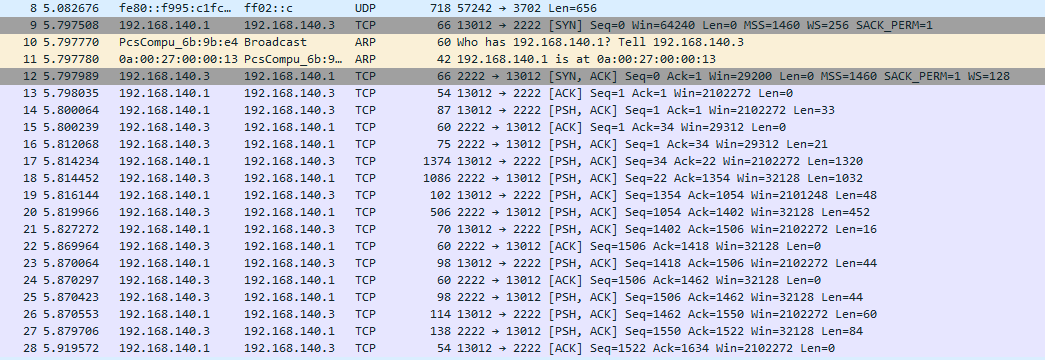 8 5.082676 fe80::f995:c1fc… ff02::c UDP 718 57242 → 3702 Len=656
9 5.797508 192.168.140.1 192.168.140.3 TCP 66 13012 → 2222 [SYN] Seq=0 Win=64240 Len=0 MSS=1460 WS=256 SACK_PERM=1
10 5.797770 PcsCompu_6b:9b:e4 Broadcast ARP 60 Who has 192.168.140.1? Tell 192.168.140.3
11 5.797780 0a:00:27:00:00:13 PcsCompu_6b:9… ARP 42 192.168.140.1 is at 0a:00:27:00:00:13
12 5.797989 192.168.140.3 192.168.140.1 TCP 66 2222 → 13012 [SYN, ACK] Seq=0 Ack=1 Win=29200 Len=0 MSS=1460 SACK_PERM=1 WS=128
13 5.798035 192.168.140.1 192.168.140.3 TCP 54 13012 → 2222 [ACK] Seq=1 Ack=1 Win=2102272 Len=0
14 5.800064 192.168.140.1 192.168.140.3 TCP 87 13012 → 2222 [PSH, ACK] Seq=1 Ack=1 Win=2102272 Len=33
15 5.800239 192.168.140.3 192.168.140.1 TCP 60 2222 → 13012 [ACK] Seq=1 Ack=34 Win=29312 Len=0
16 5.812068 192.168.140.3 192.168.140.1 TCP 75 2222 → 13012 [PSH, ACK] Seq=1 Ack=34 Win=29312 Len=21
17 5.814234 192.168.140.1 192.168.140.3 TCP 1374 13012 → 2222 [PSH, ACK] Seq=34 Ack=22 Win=2102272 Len=1320
18 5.814452 192.168.140.3 192.168.140.1 TCP 1086 2222 → 13012 [PSH, ACK] Seq=22 Ack=1354 Win=32128 Len=1032
19 5.816144 192.168.140.1 192.168.140.3 TCP 102 13012 → 2222 [PSH, ACK] Seq=1354 Ack=1054 Win=2101248 Len=48
20 5.819966 192.168.140.3 192.168.140.1 TCP 506 2222 → 13012 [PSH, ACK] Seq=1054 Ack=1402 Win=32128 Len=452
21 5.827272 192.168.140.1 192.168.140.3 TCP 70 13012 → 2222 [PSH, ACK] Seq=1402 Ack=1506 Win=2102272 Len=16
22 5.869964 192.168.140.3 192.168.140.1 TCP 60 2222 → 13012 [ACK] Seq=1506 Ack=1418 Win=32128 Len=0
23 5.870064 192.168.140.1 192.168.140.3 TCP 98 13012 → 2222 [PSH, ACK] Seq=1418 Ack=1506 Win=2102272 Len=44
24 5.870297 192.168.140.3 192.168.140.1 TCP 60 2222 → 13012 [ACK] Seq=1506 Ack=1462 Win=32128 Len=0
25 5.870423 192.168.140.3 192.168.140.1 TCP 98 2222 → 13012 [PSH, ACK] Seq=1506 Ack=1462 Win=32128 Len=44
26 5.870553 192.168.140.1 192.168.140.3 TCP 114 13012 → 2222 [PSH, ACK] Seq=1462 Ack=1550 Win=2102272 Len=60
27 5.879706 192.168.140.3 192.168.140.1 TCP 138 2222 → 13012 [PSH, ACK] Seq=1550 Ack=1522 Win=32128 Len=84
28 5.919572 192.168.140.1 192.168.140.3 TCP 54 13012 → 2222 [ACK] Seq=1522 Ack=1634 Win=2102272 Len=0